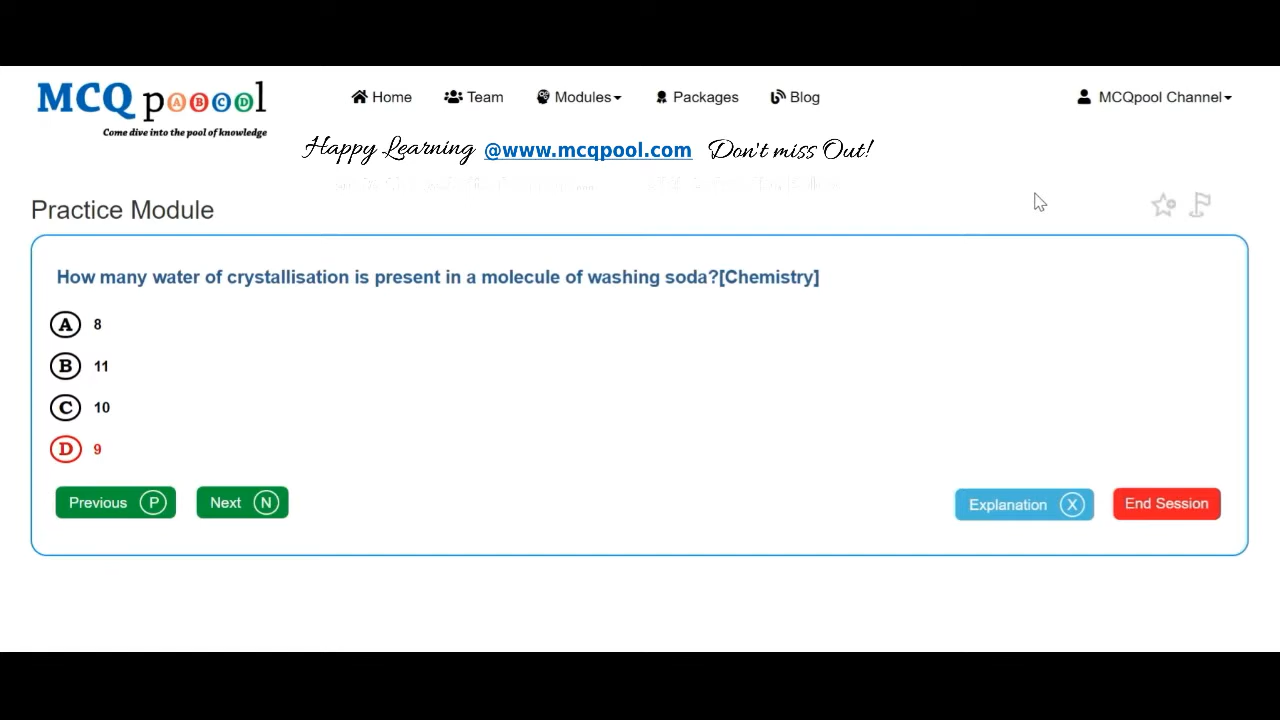 MCQ pooool
Come dive into the pool of knowledge
Home Team Modules Packages Blog MCQpool Channel
Happy Learning @www.mcqpool.com Don't miss Out!
Practice Module
How many water of crystallisation is present in a molecule of washing soda?[Chemistry]
A 8
B 11
C 10
D 9
Previous P Next N Explanation X End Session